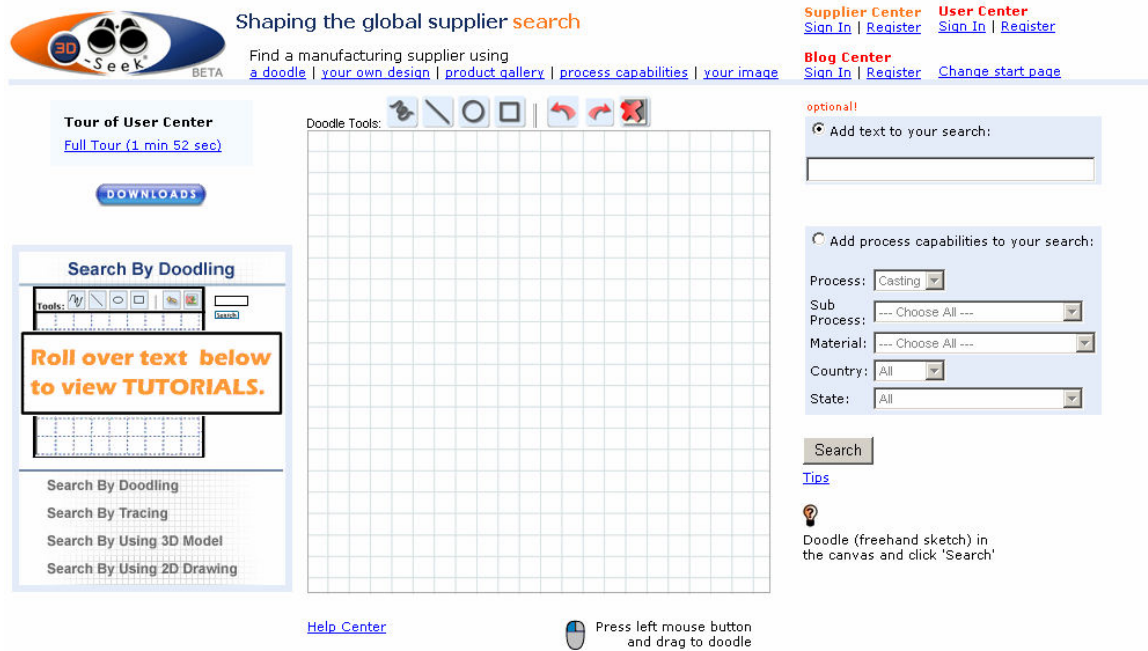 3D
-Seek
BETA
Shaping the global supplier search
Find a manufacturing supplier using
a doodle | your own design | product gallery | process capabilities | your image
Supplier Center
Sign In | Register
User Center
Sign In | Register
Blog Center
Sign In | Register
Change start page
Tour of User Center
Full Tour (1 min 52 sec)
DOWNLOADS
Search By Doodling
Tools:
Search
Roll over text below
to view TUTORIALS.
Search By Doodling
Search By Tracing
Search By Using 3D Model
Search By Using 2D Drawing
Doodle Tools:
Help Center
Press left mouse button
and drag to doodle
optional!
Add text to your search:
Add process capabilities to your search:
Process: Casting
Sub
Process: --- Choose All ---
Material: --- Choose All ---
Country: All
State: All
Search
Tips
Doodle (freehand sketch) in
the canvas and click 'Search'